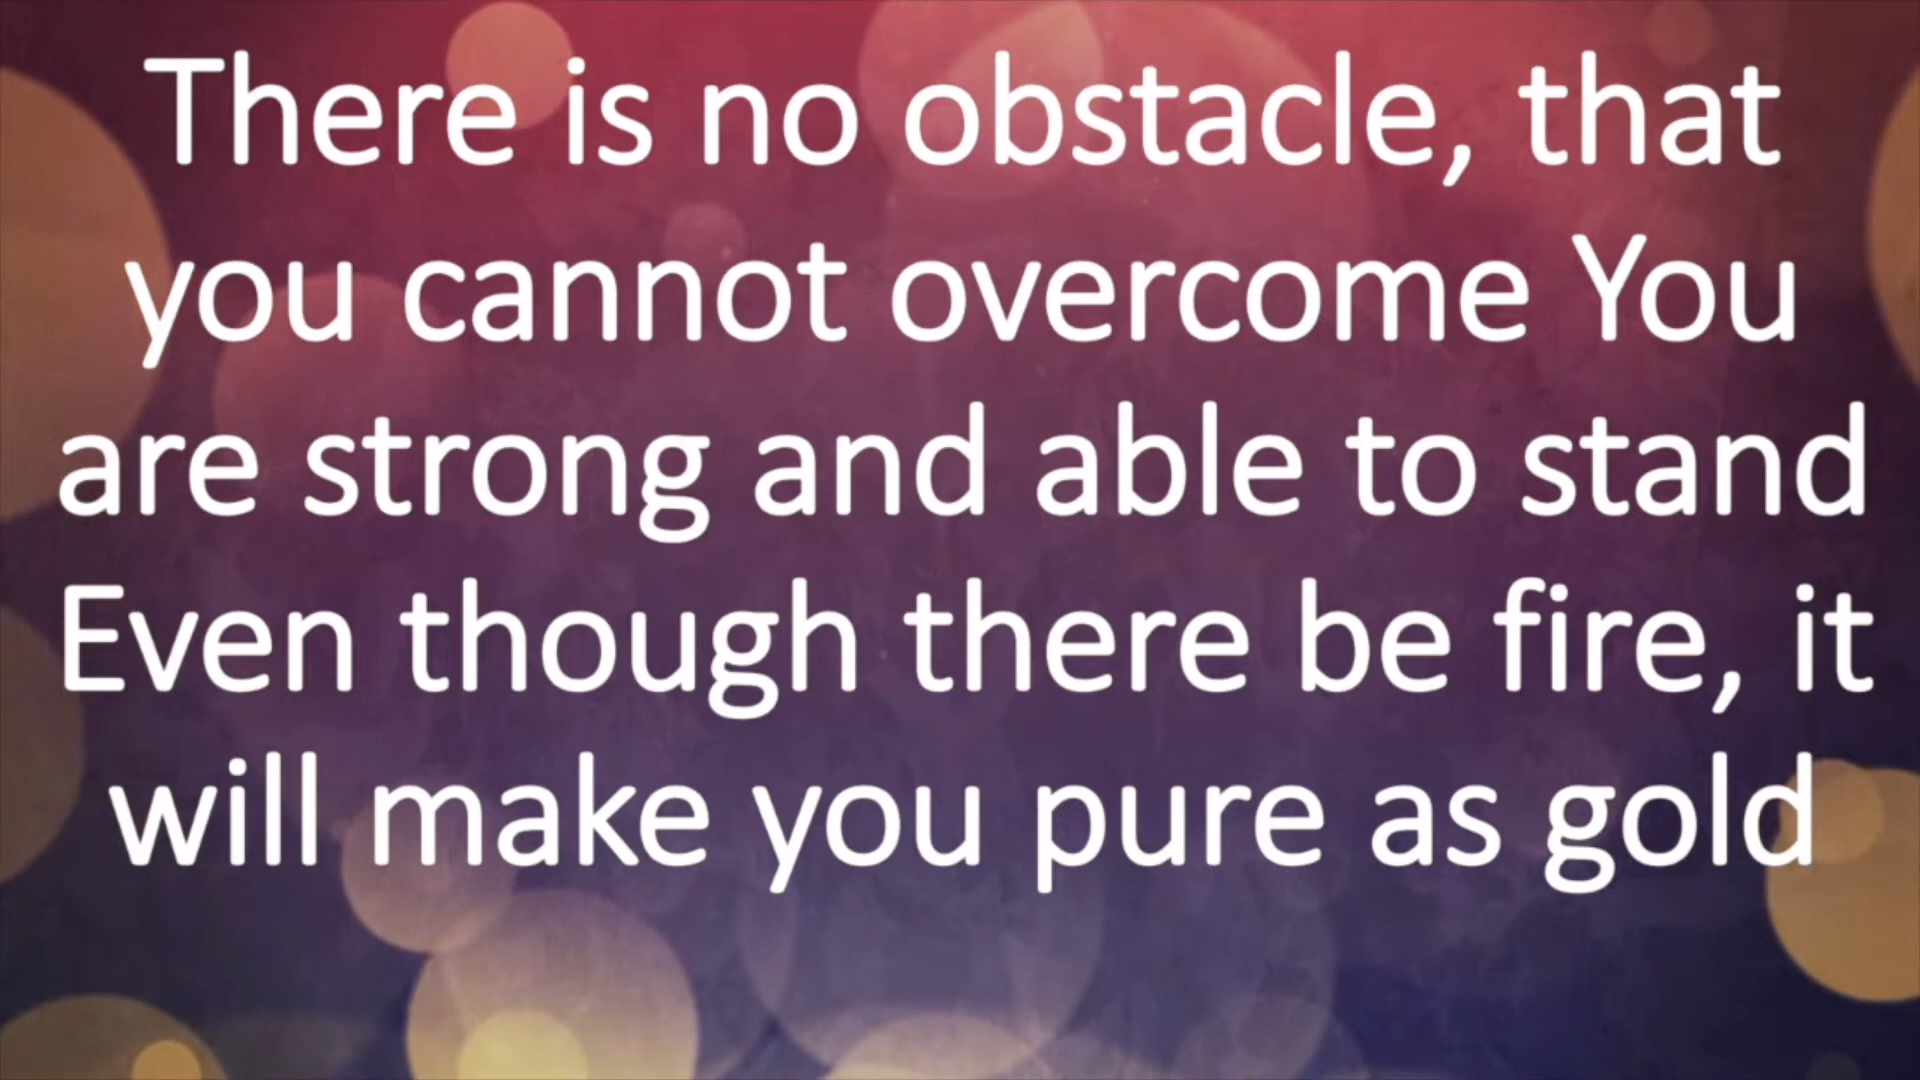 There is no obstacle, that
you cannot overcome You
are strong and able to stand
Even though there be fire, it
will make you pure as gold